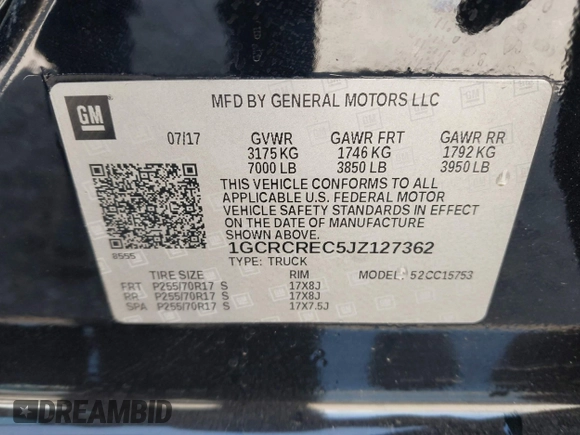 GM
MFD BY GENERAL MOTORS LLC
07/17 GVWR GAWR FRT GAWR RR
3175 KG 1746 KG 1792 KG
7000 LB 3850 LB 3950 LB
THIS VEHICLE CONFORMS TO ALL
APPLICABLE U.S. FEDERAL MOTOR
VEHICLE SAFETY STANDARDS IN EFFECT
ON THE DATE OF MANUFACTURE
SHOWN ABOVE.
8555
1GCRCREC5JZ127362
TYPE: TRUCK
TIRE SIZE RIM MODEL: 52CC15753
FRT P255/70R17 S 17X8J
RR P255/70R17 S 17X8J
SPA P255/70R17 S 17X7.5J
DREAMBID